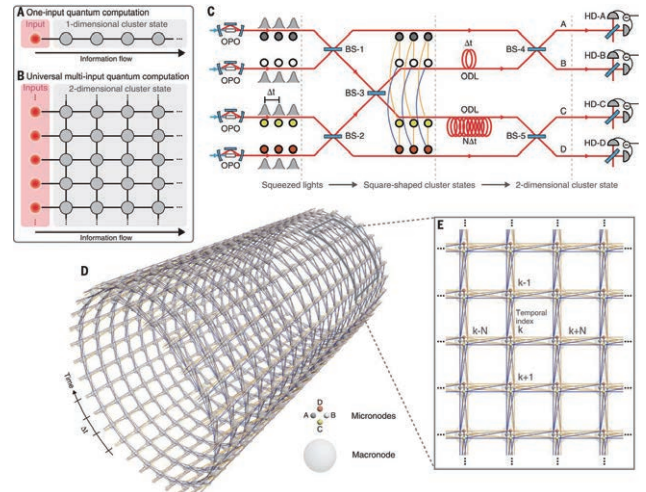 A One-input quantum computation
Input
1-dimensional cluster state
...
Information flow
B Universal multi-input quantum computation
Inputs
2-dimensional cluster state
...
Information flow
C
OPO
OPO
OPO
OPO
Δt
BS-1
BS-2
BS-3
Δt
ODL
ODL
NΔt
BS-4
BS-5
A
B
C
D
HD-A
HD-B
HD-C
HD-D
Squeezed lights
Square-shaped cluster states
2-dimensional cluster state
D
Time
Δt
D
A
B
C
Micronodes
Macronode
E
k-1
Temporal
index
k-N
k
k+N
k+1